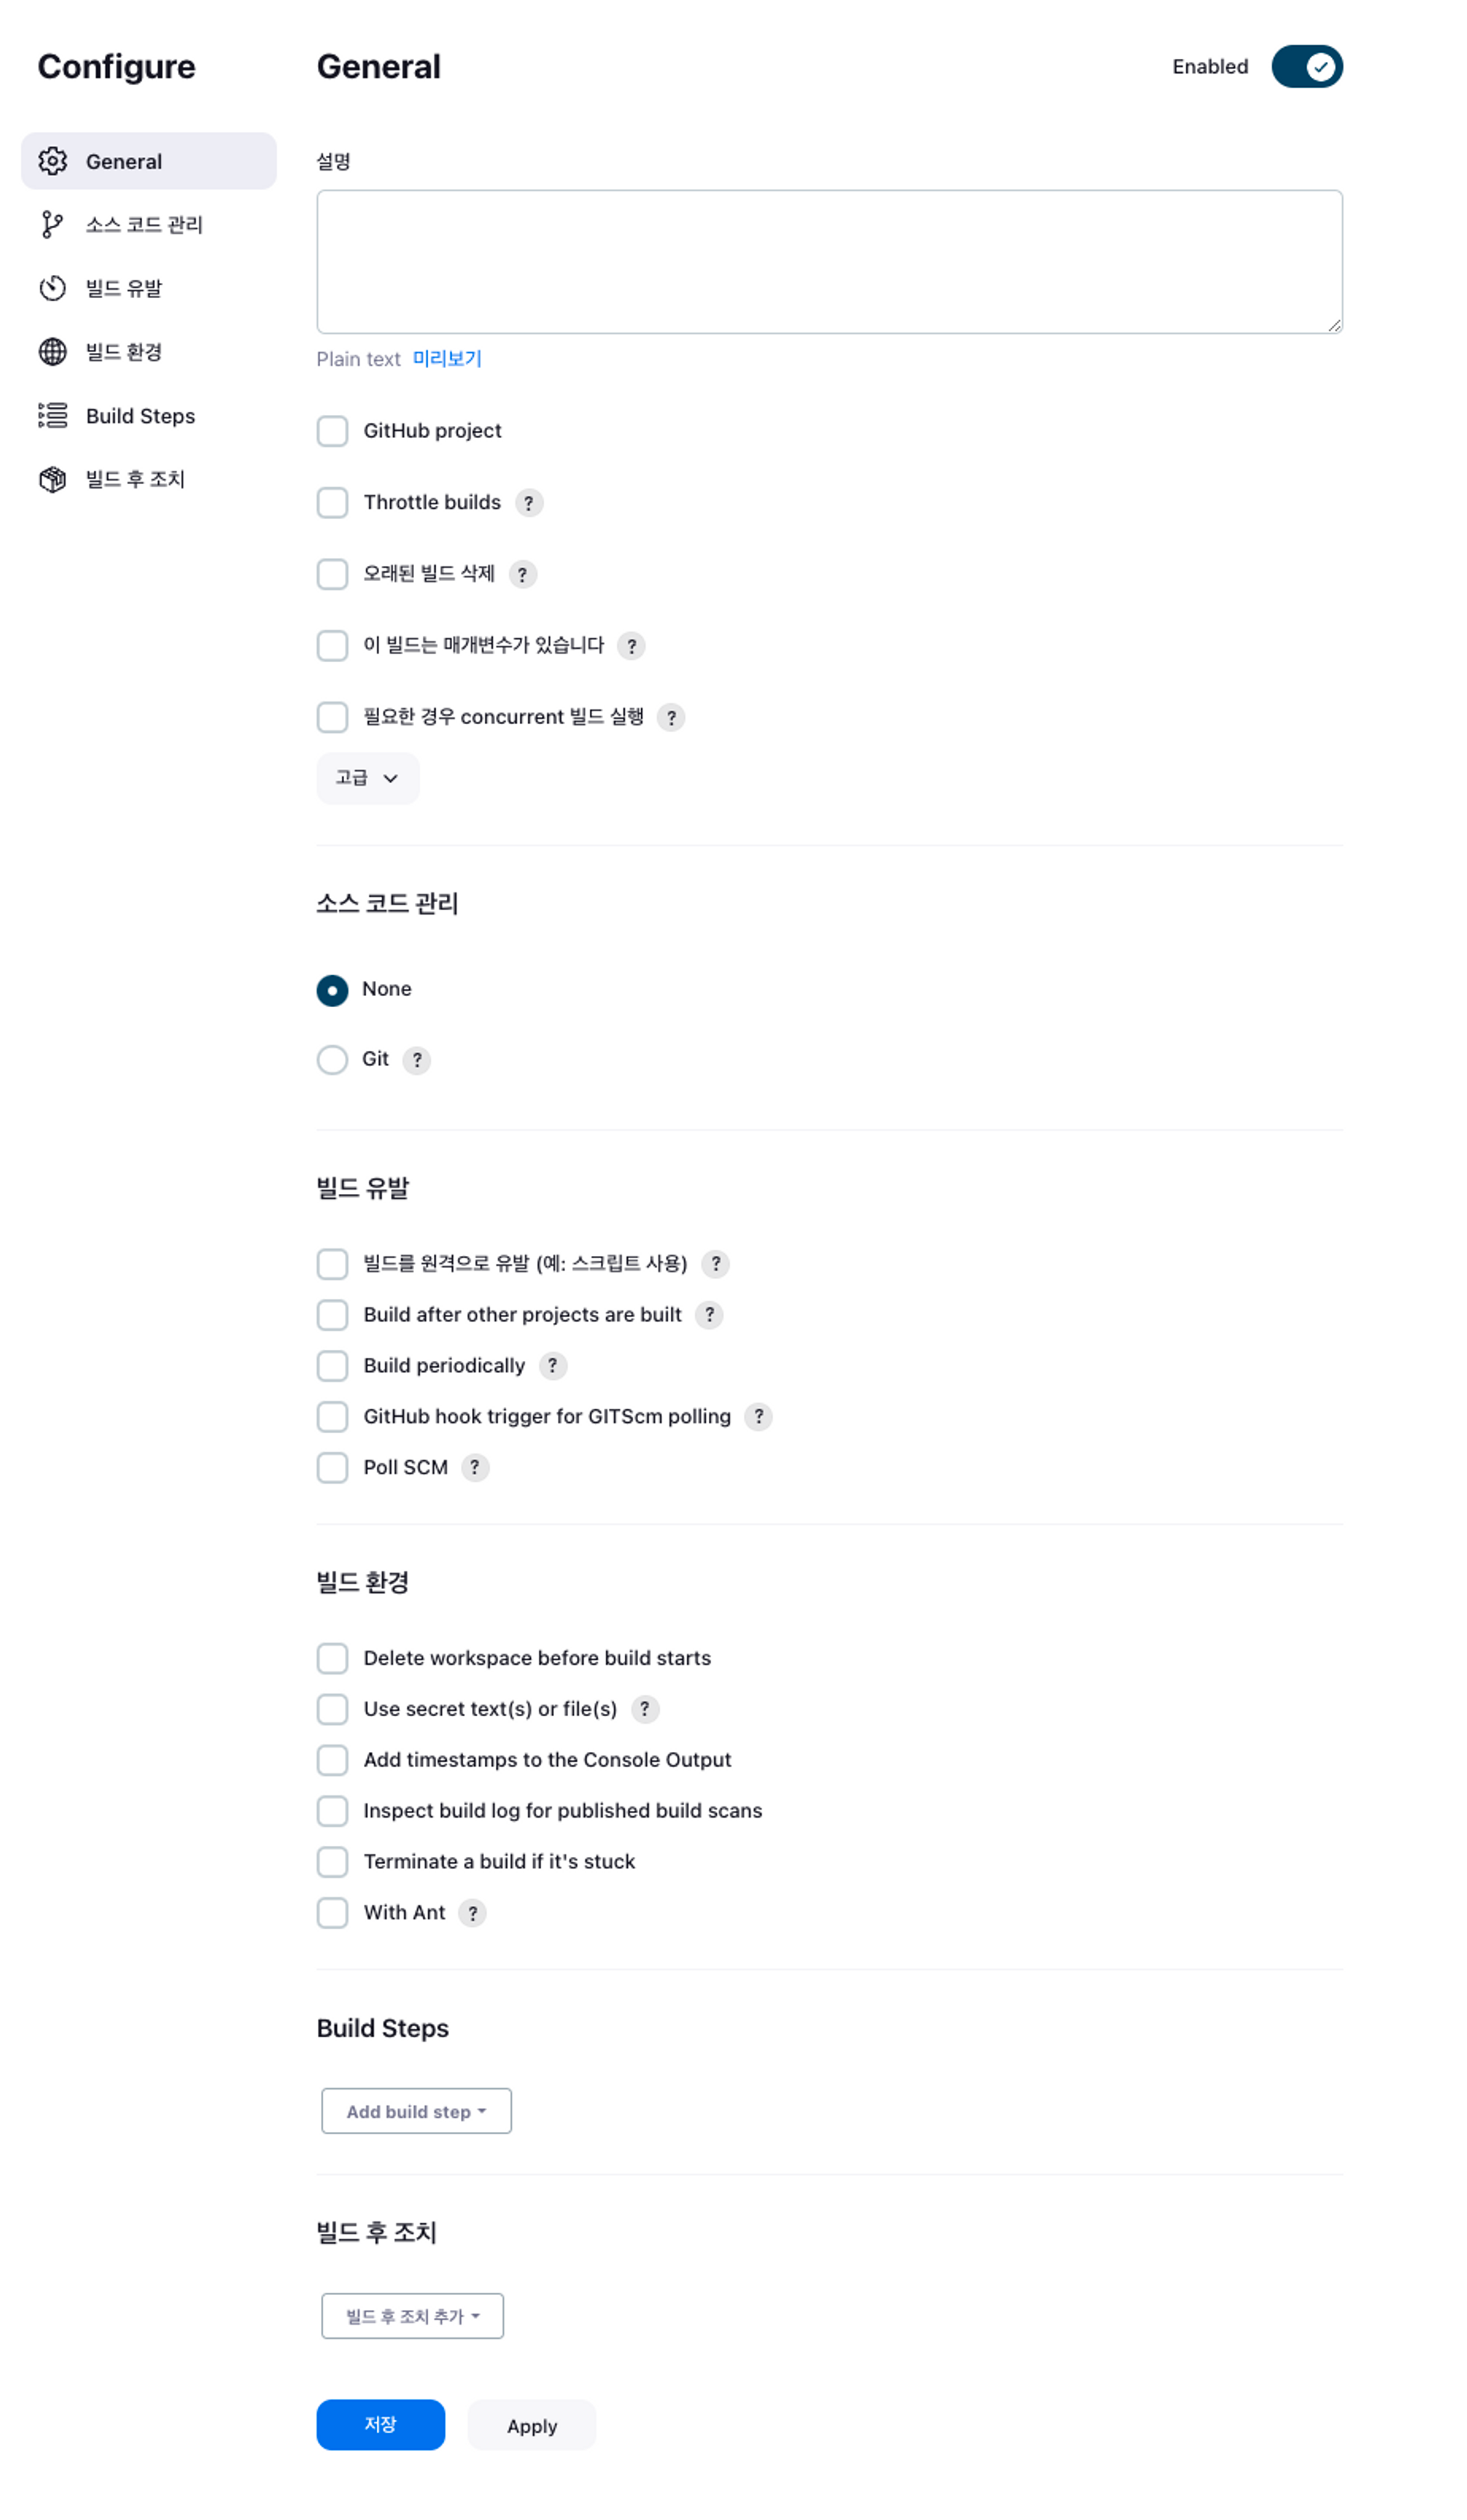 Configure
General
소스 코드 관리
빌드 유발
빌드 환경
Build Steps
빌드 후 조치
General
Enabled
설명
Plain text 미리보기
GitHub project
Throttle builds ?
오래된 빌드 삭제 ?
이 빌드는 매개변수가 있습니다 ?
필요한 경우 concurrent 빌드 실행 ?
고급
소스 코드 관리
None
Git ?
빌드 유발
빌드를 원격으로 유발 (예: 스크립트 사용) ?
Build after other projects are built ?
Build periodically ?
GitHub hook trigger for GITScm polling ?
Poll SCM ?
빌드 환경
Delete workspace before build starts
Use secret text(s) or file(s) ?
Add timestamps to the Console Output
Inspect build log for published build scans
Terminate a build if it's stuck
With Ant ?
Build Steps
Add build step
빌드 후 조치
빌드 후 조치 추가
저장 Apply